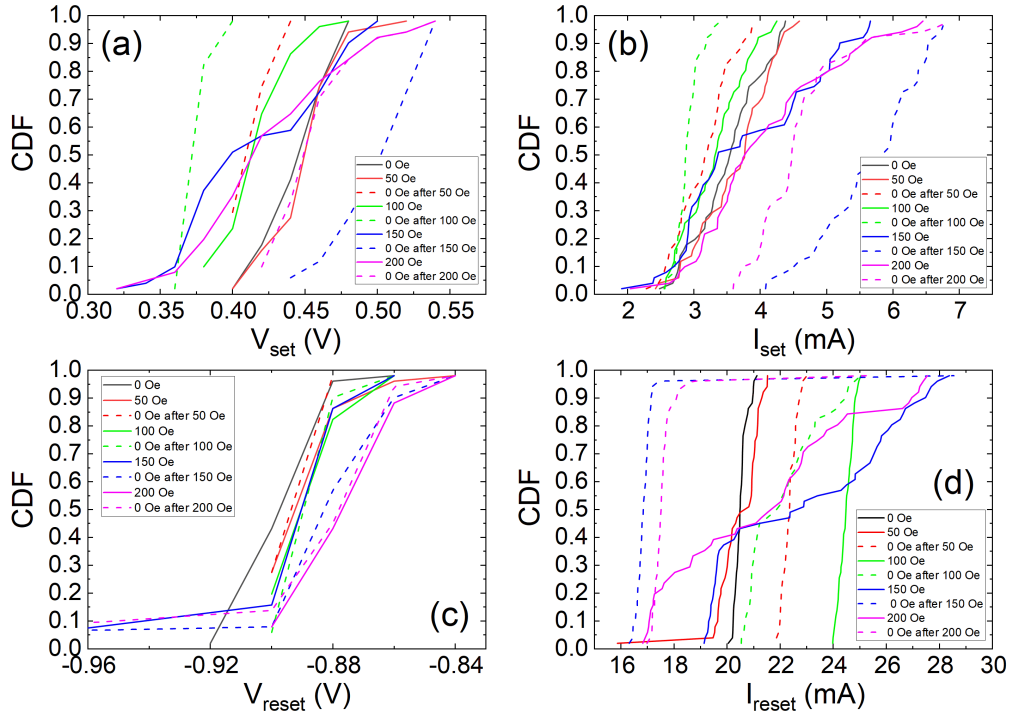 (a)
CDF
1.0
0.9
0.8
0.7
0.6
0.5
0.4
0.3
0.2
0.1
0.0
0.30 0.35 0.40 0.45 0.50 0.55
V_set (V)
0 Oe
50 Oe
0 Oe after 50 Oe
100 Oe
0 Oe after 100 Oe
150 Oe
0 Oe after 150 Oe
200 Oe
0 Oe after 200 Oe
(b)
CDF
1.0
0.9
0.8
0.7
0.6
0.5
0.4
0.3
0.2
0.1
0.0
2 3 4 5 6 7
I_set (mA)
0 Oe
50 Oe
0 Oe after 50 Oe
100 Oe
0 Oe after 100 Oe
150 Oe
0 Oe after 150 Oe
200 Oe
0 Oe after 200 Oe
(c)
CDF
1.0
0.9
0.8
0.7
0.6
0.5
0.4
0.3
0.2
0.1
0.0
-0.96 -0.92 -0.88 -0.84
V_reset (V)
0 Oe
50 Oe
0 Oe after 50 Oe
100 Oe
0 Oe after 100 Oe
150 Oe
0 Oe after 150 Oe
200 Oe
0 Oe after 200 Oe
(d)
CDF
1.0
0.9
0.8
0.7
0.6
0.5
0.4
0.3
0.2
0.1
0.0
16 18 20 22 24 26 28 30
I_reset (mA)
0 Oe
50 Oe
0 Oe after 50 Oe
100 Oe
0 Oe after 100 Oe
150 Oe
0 Oe after 150 Oe
200 Oe
0 Oe after 200 Oe